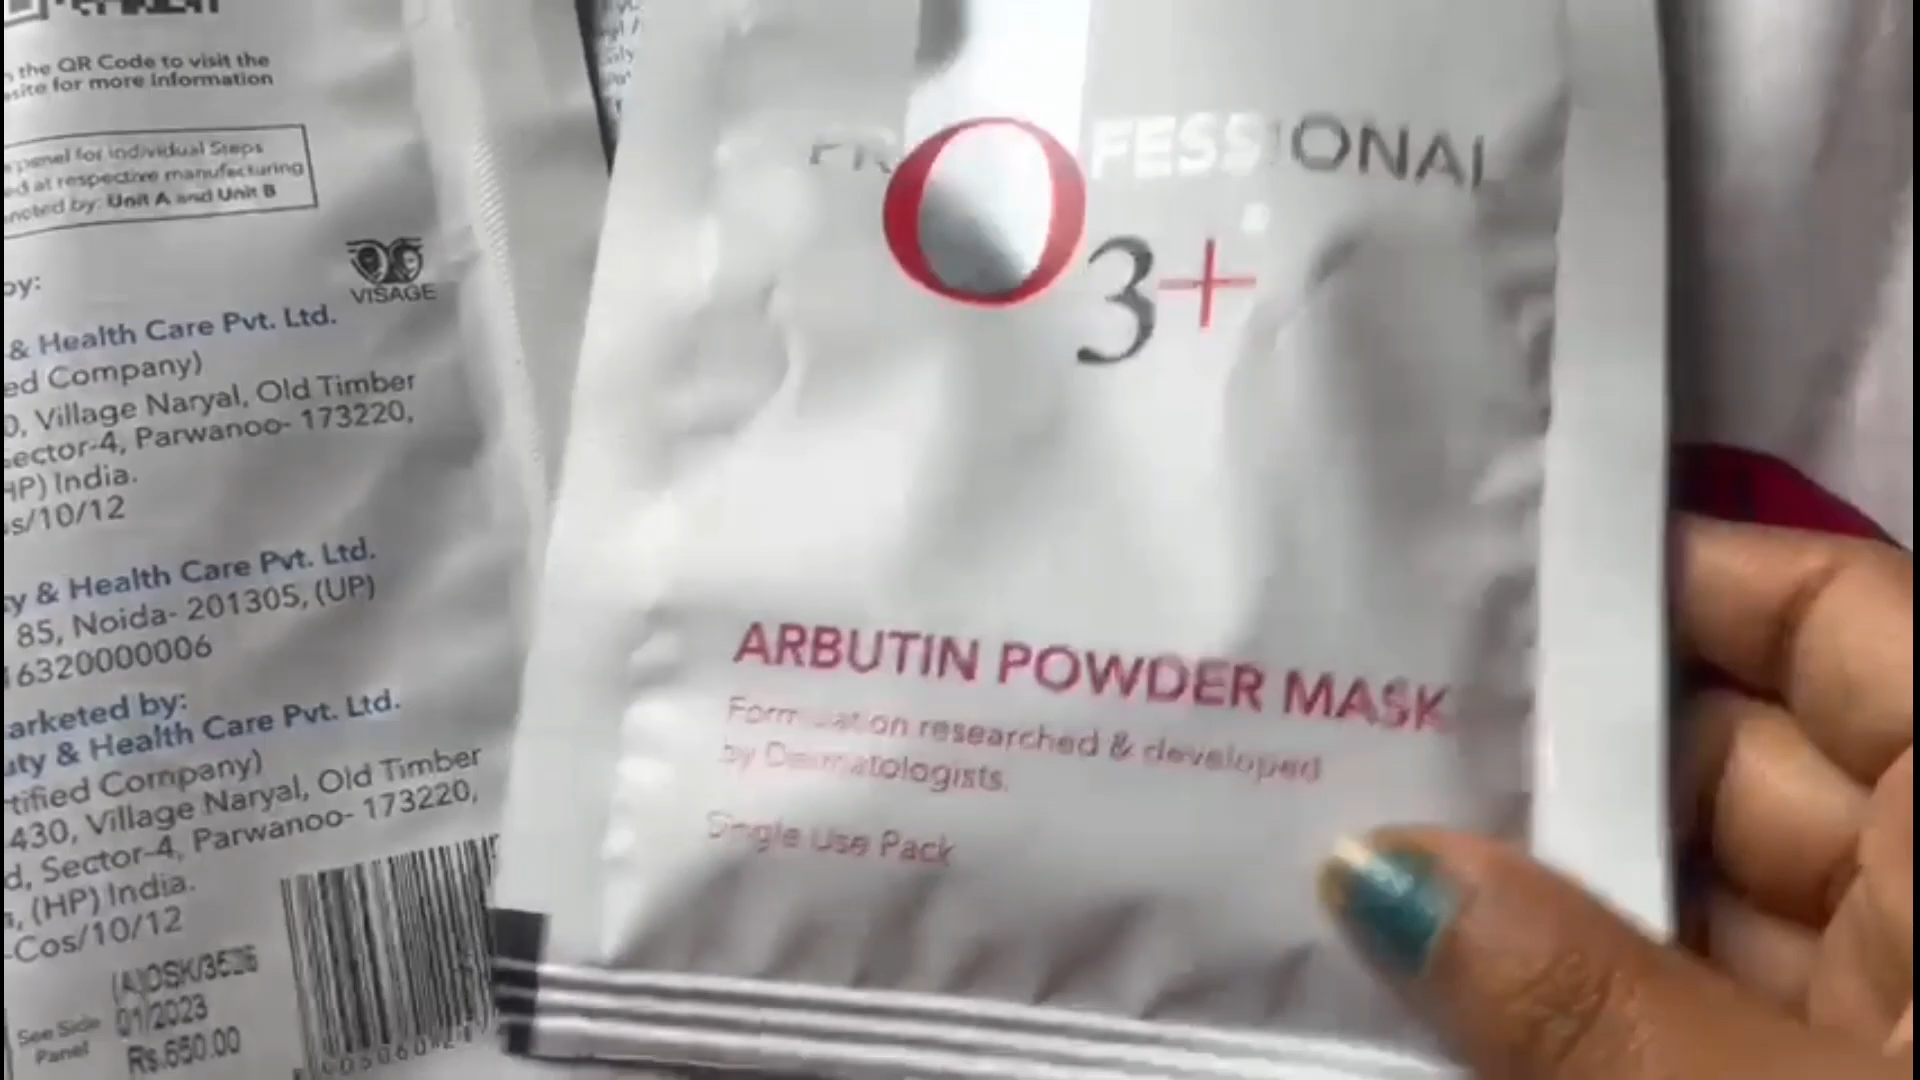 the QR Code to visit the
site for more Information
panel for individual Steps
ed at respective manufacturing
noted by: Unit A and Unit B
by:
VISAGE
& Health Care Pvt. Ltd.
ed Company)
0, Village Naryal, Old Timber
ector-4, Parwanoo- 173220,
HP) India.
s/10/12
ty & Health Care Pvt. Ltd.
85, Noida- 201305, (UP)
16320000006
arketed by:
uty & Health Care Pvt. Ltd.
tified Company)
430, Village Naryal, Old Timber
d, Sector-4, Parwanoo- 173220,
(HP) India.
-Cos/10/12
See Side
Panel
01/2023
Rs.650.00
PROFESSIONAL
O3+
ARBUTIN POWDER MASK
Formulation researched & developed
by Dermatologists.
Single Use Pack